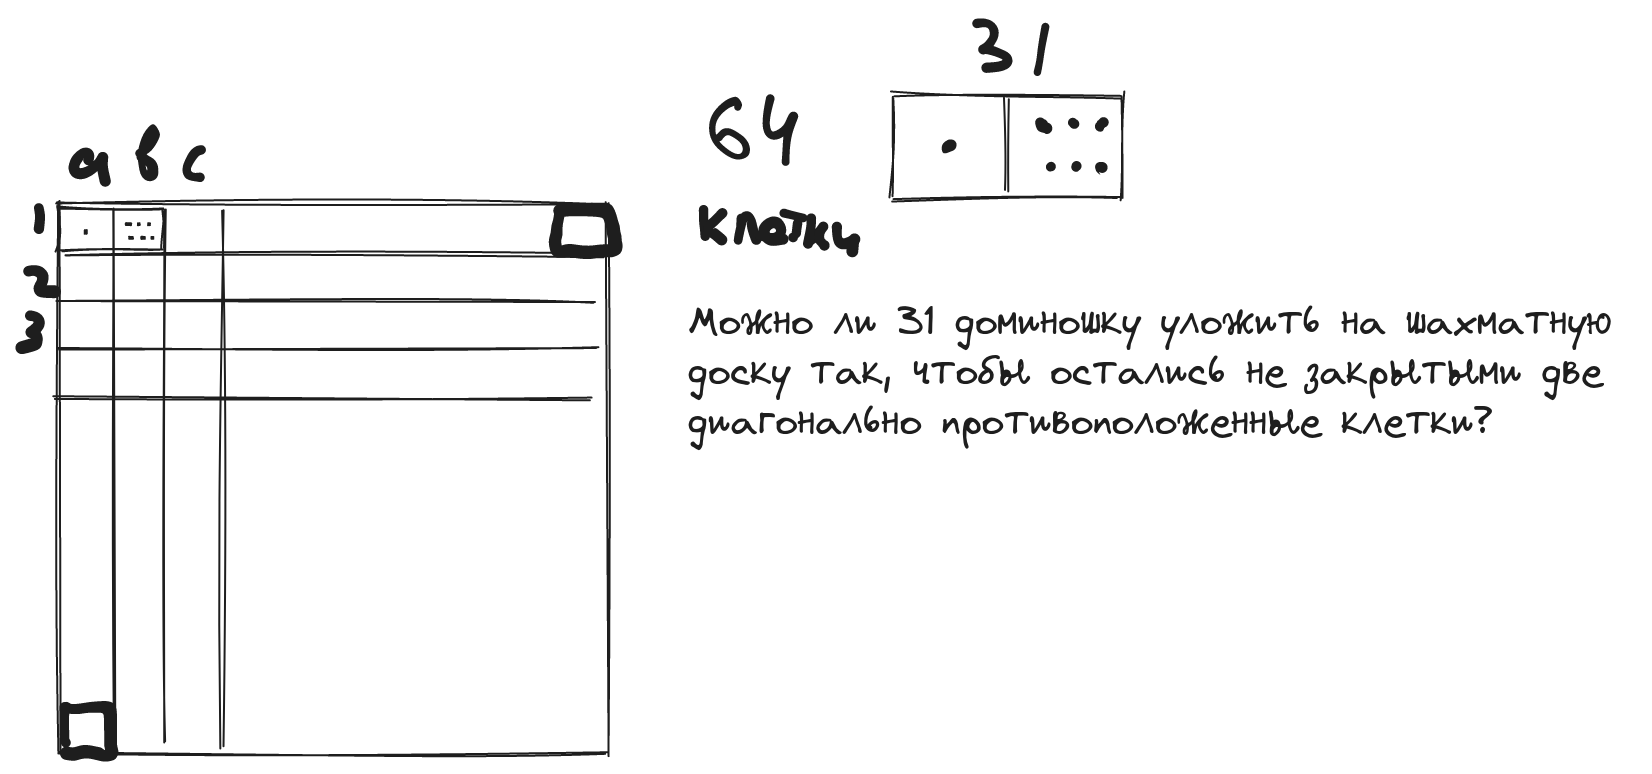 31
64
клетки
a b c
1
2
3
Можно ли 31 доминошку уложить на шахматную
доску так, чтобы остались не закрытыми две
диагонально противоположенные клетки?